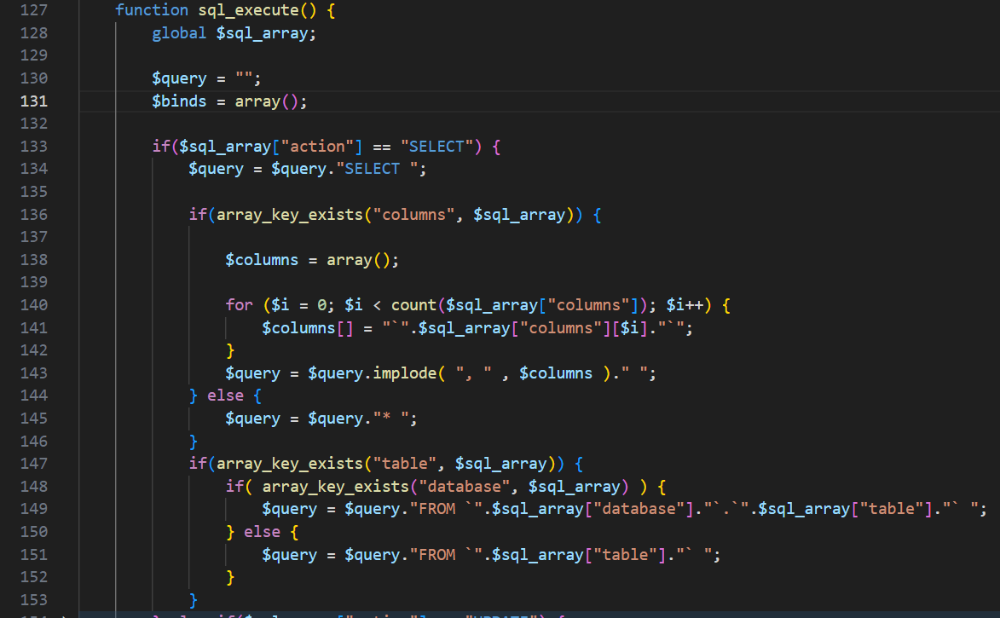 127 function sql_execute() {
128 global $sql_array;
129
130 $query = "";
131 $binds = array();
132
133 if($sql_array["action"] == "SELECT") {
134 $query = $query."SELECT ";
135
136 if(array_key_exists("columns", $sql_array)) {
137
138 $columns = array();
139
140 for ($i = 0; $i < count($sql_array["columns"]); $i++) {
141 $columns[] = "`".$sql_array["columns"][$i]."`";
142 }
143 $query = $query.implode( ", " , $columns )." ";
144 } else {
145 $query = $query."* ";
146 }
147 if(array_key_exists("table", $sql_array)) {
148 if( array_key_exists("database", $sql_array) ) {
149 $query = $query."FROM `".$sql_array["database"]."`.`".$sql_array["table"]."` ";
150 } else {
151 $query = $query."FROM `".$sql_array["table"]."` ";
152 }
153 }